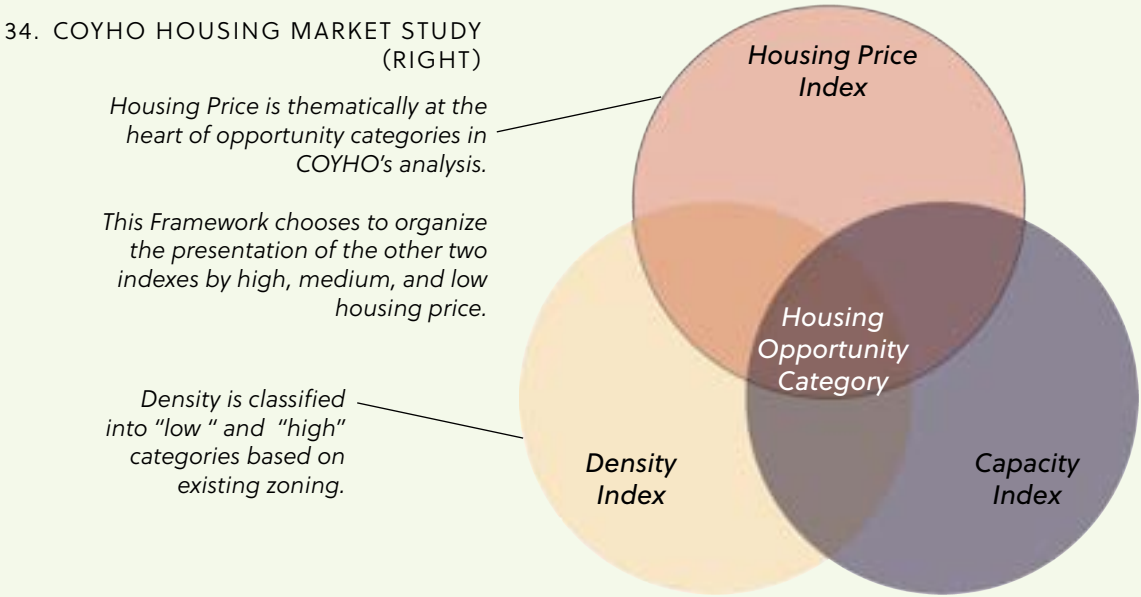 34. COYHO HOUSING MARKET STUDY
(RIGHT)
Housing Price is thematically at the
heart of opportunity categories in
COYHO's analysis.
This Framework chooses to organize
the presentation of the other two
indexes by high, medium, and low
housing price.
Density is classified
into "low " and  "high"
categories based on
existing zoning.
Housing Price
Index
Housing
Opportunity
Category
Density
Index
Capacity
Index